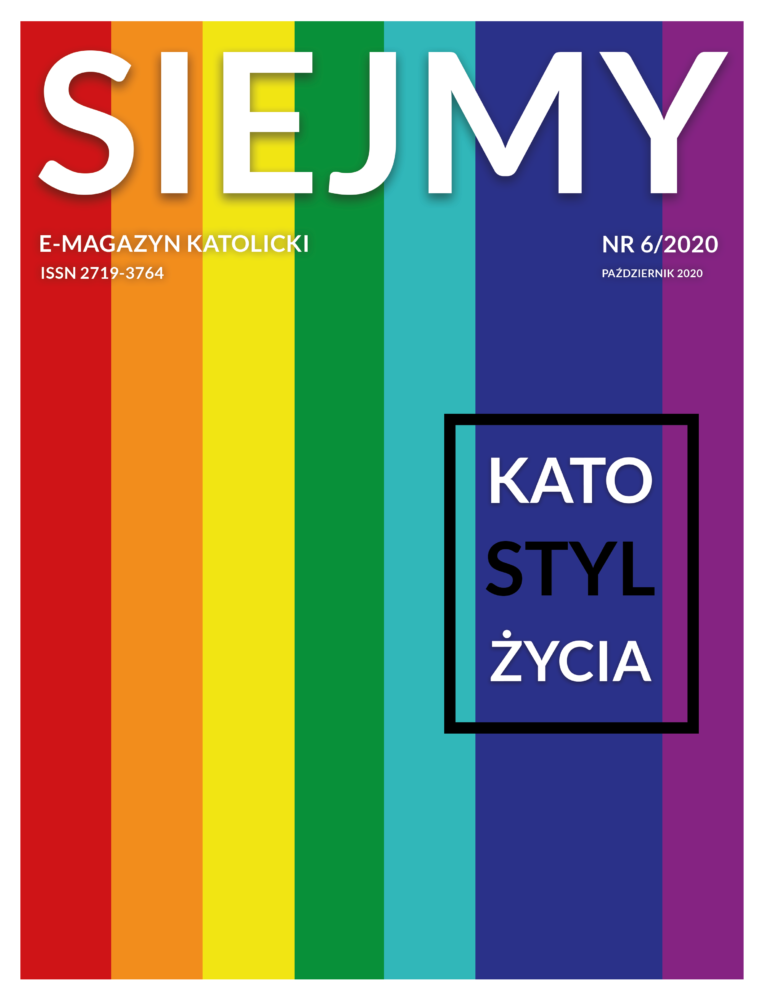 SIEJMY
E-MAGAZYN KATOLICKI
ISSN 2719-3764
NR 6/2020
PAŹDZIERNIK 2020
KATO
STYL
ŻYCIA